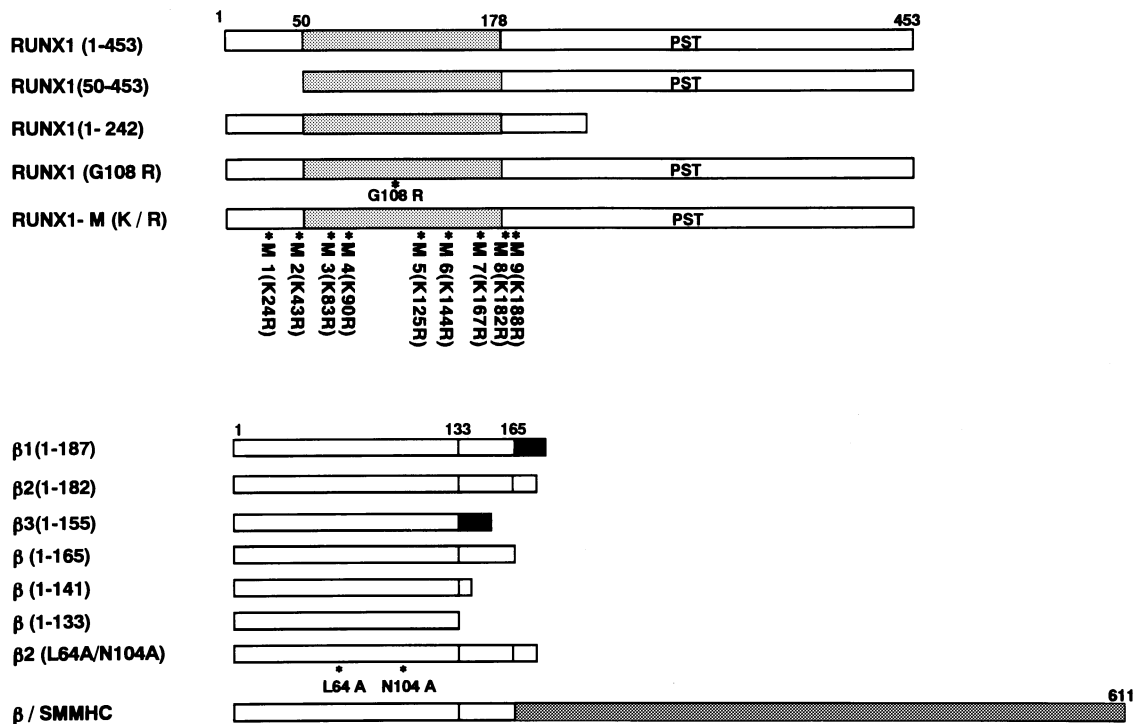 1 50 178 453
RUNX1 (1-453) PST
RUNX1(50-453) PST
RUNX1(1- 242)
RUNX1 (G108 R) PST
* G108 R
RUNX1- M (K / R) PST
* M 1(K24R)
* M 2(K43R)
* M 3(K83R)
* M 4(K90R)
* M 5(K125R)
* M 6(K144R)
* M 7(K167R)
* M 8(K182R)
* M 9(K188R)
1 133 165
β1(1-187)
β2(1-182)
β3(1-155)
β (1-165)
β (1-141)
β (1-133)
β2 (L64A/N104A)
* *
L64 A N104 A
611
β / SMMHC